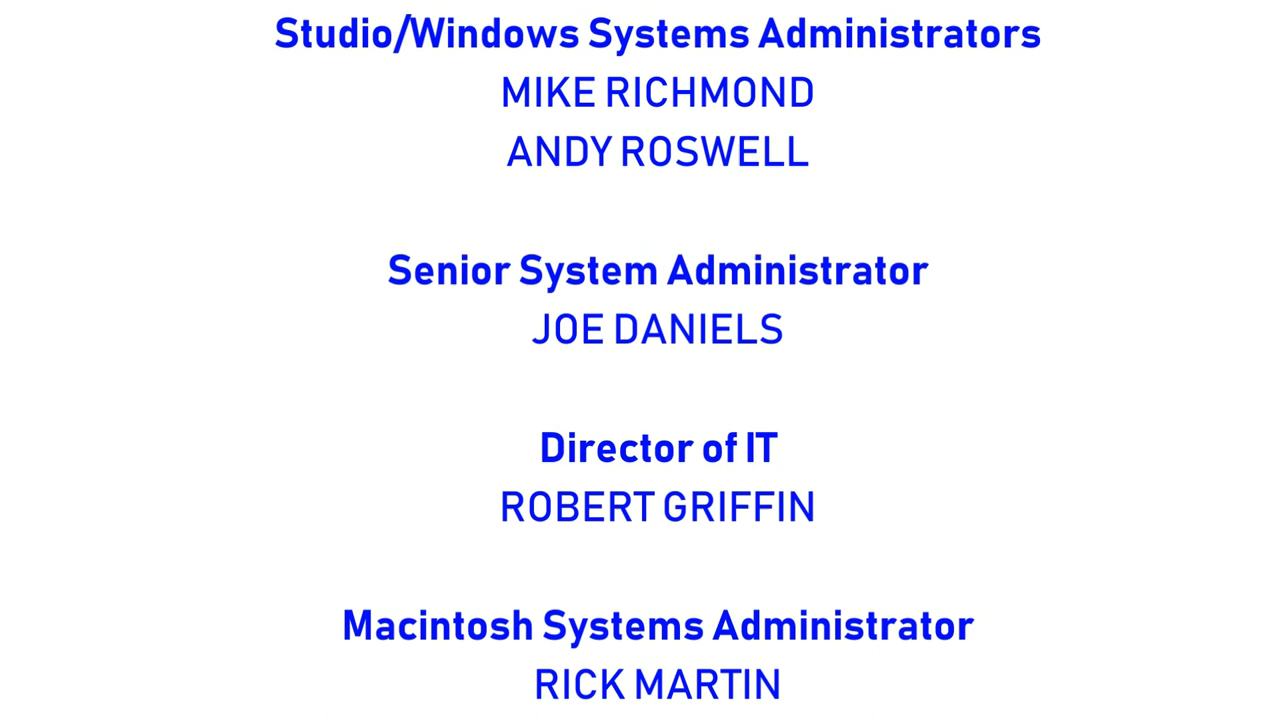 Studio/Windows Systems Administrators
MIKE RICHMOND
ANDY ROSWELL
Senior System Administrator
JOE DANIELS
Director of IT
ROBERT GRIFFIN
Macintosh Systems Administrator
RICK MARTIN